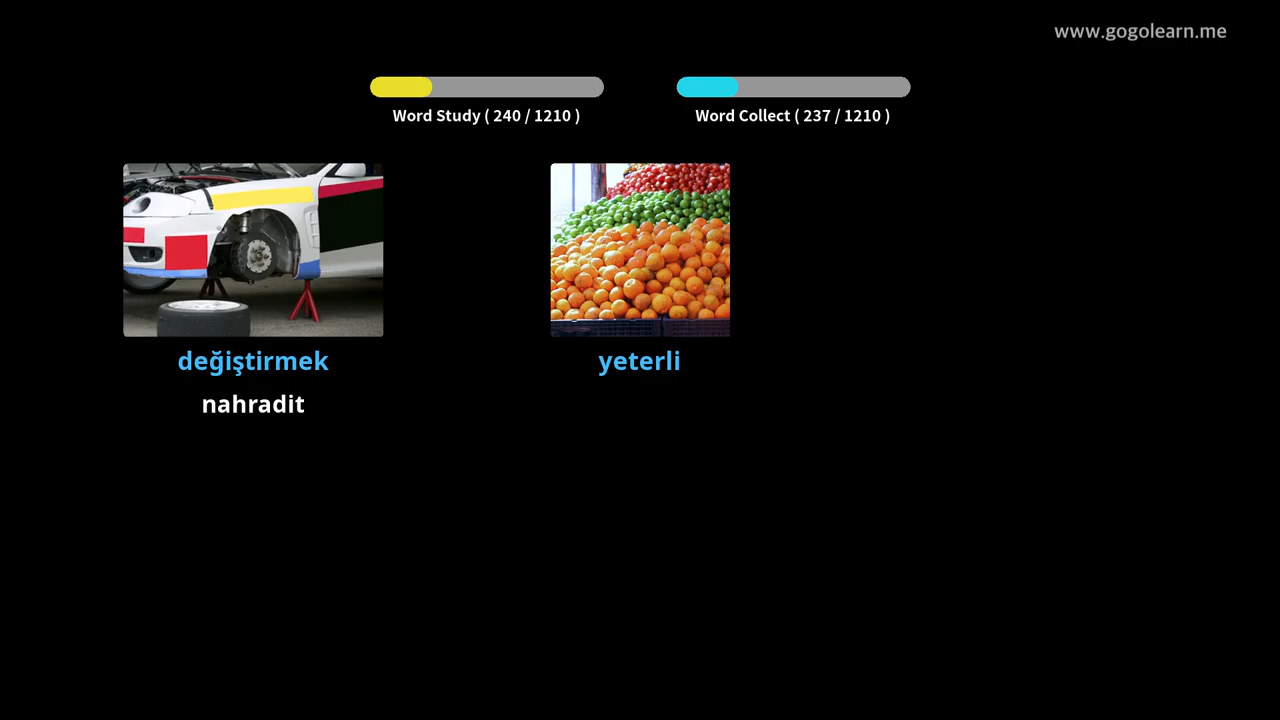 www.gogolearn.me
Word Study ( 240 / 1210 )
Word Collect ( 237 / 1210 )
değiştirmek
nahradit
yeterli